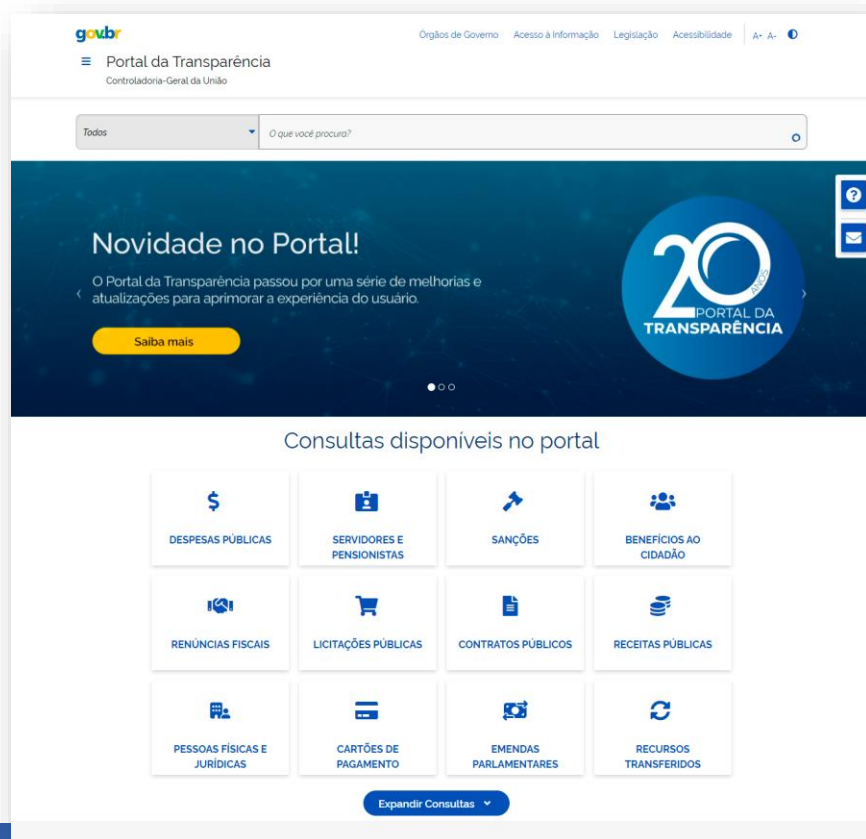 gov.br
Órgãos de Governo Acesso à Informação Legislação Acessibilidade A+ A-
Portal da Transparência
Controladoria-Geral da União
Todos
O que você procura?
Novidade no Portal!
O Portal da Transparência passou por uma série de melhorias e
atualizações para aprimorar a experiência do usuário.
Saiba mais
20
ANOS
PORTAL DA
TRANSPARÊNCIA
Consultas disponíveis no portal
DESPESAS PÚBLICAS
SERVIDORES E
PENSIONISTAS
SANÇÕES
BENEFÍCIOS AO
CIDADÃO
RENÚNCIAS FISCAIS
LICITAÇÕES PÚBLICAS
CONTRATOS PÚBLICOS
RECEITAS PÚBLICAS
PESSOAS FÍSICAS E
JURÍDICAS
CARTÕES DE
PAGAMENTO
EMENDAS
PARLAMENTARES
RECURSOS
TRANSFERIDOS
Expandir Consultas